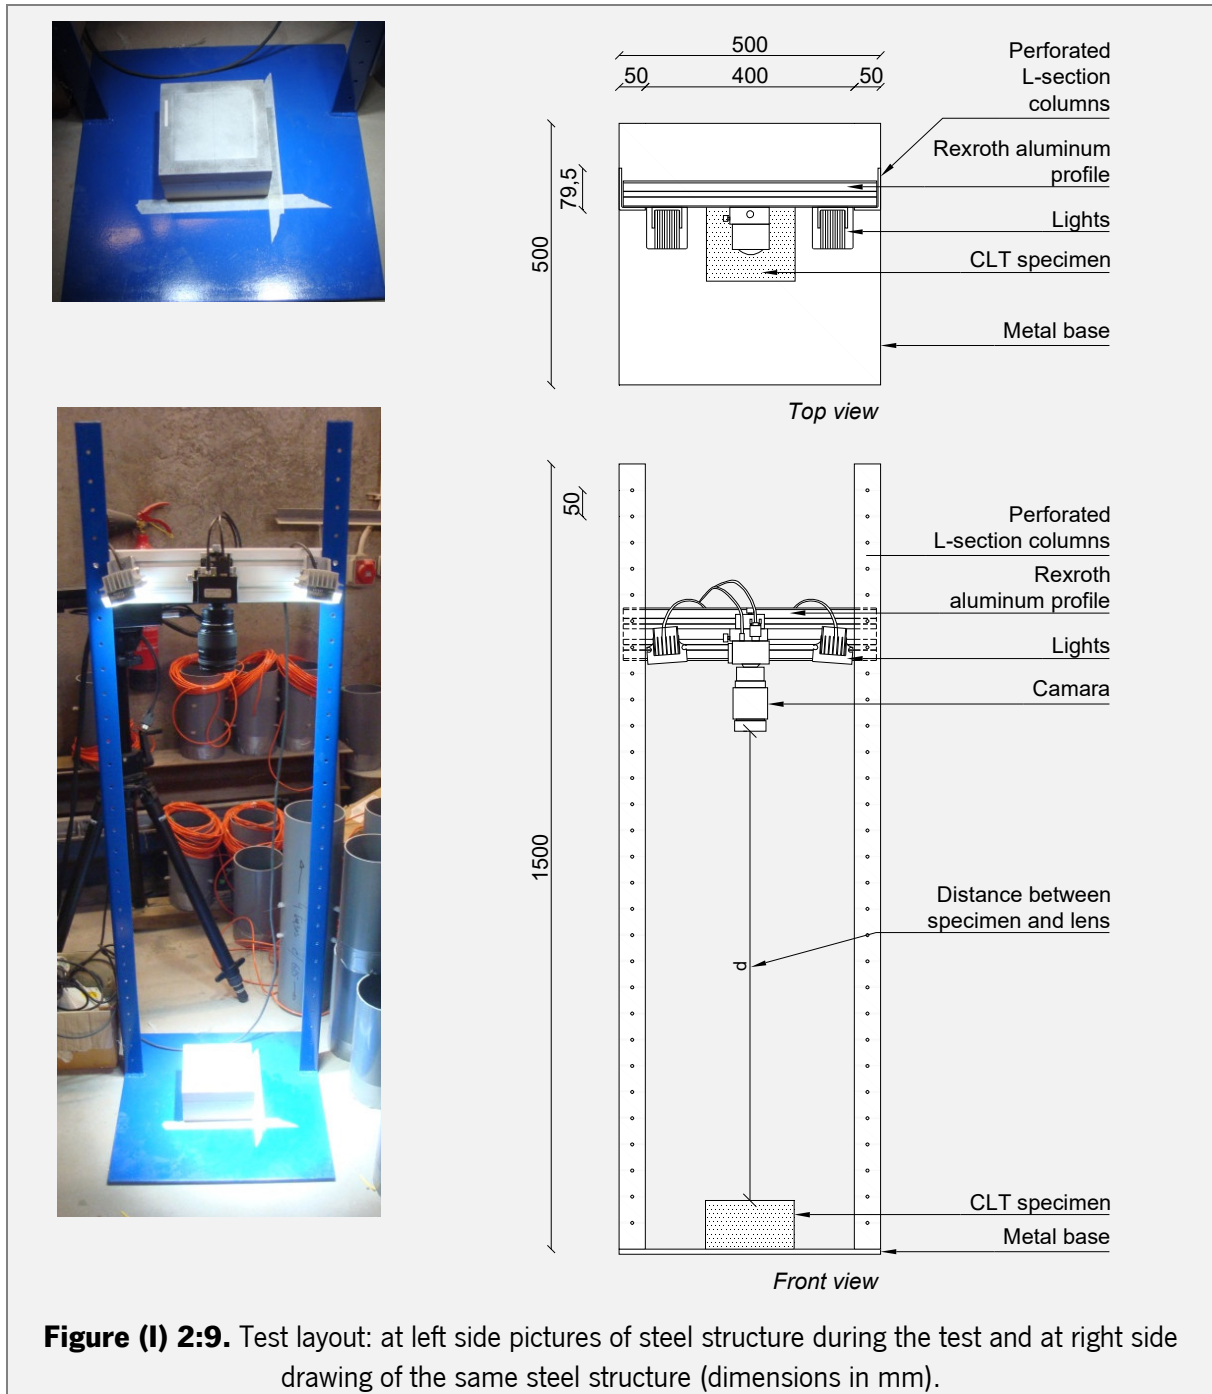 500
50
400
50
Perforated
L-section
columns
Rexroth aluminum
profile
79,5
Lights
500
CLT specimen
Metal base
Top view
50
Perforated
L-section columns
Rexroth
aluminum profile
Lights
Camara
1500
Distance between
specimen and lens
d
CLT specimen
Metal base
Front view
Figure (I) 2:9. Test layout: at left side pictures of steel structure during the test and at right side
drawing of the same steel structure (dimensions in mm).